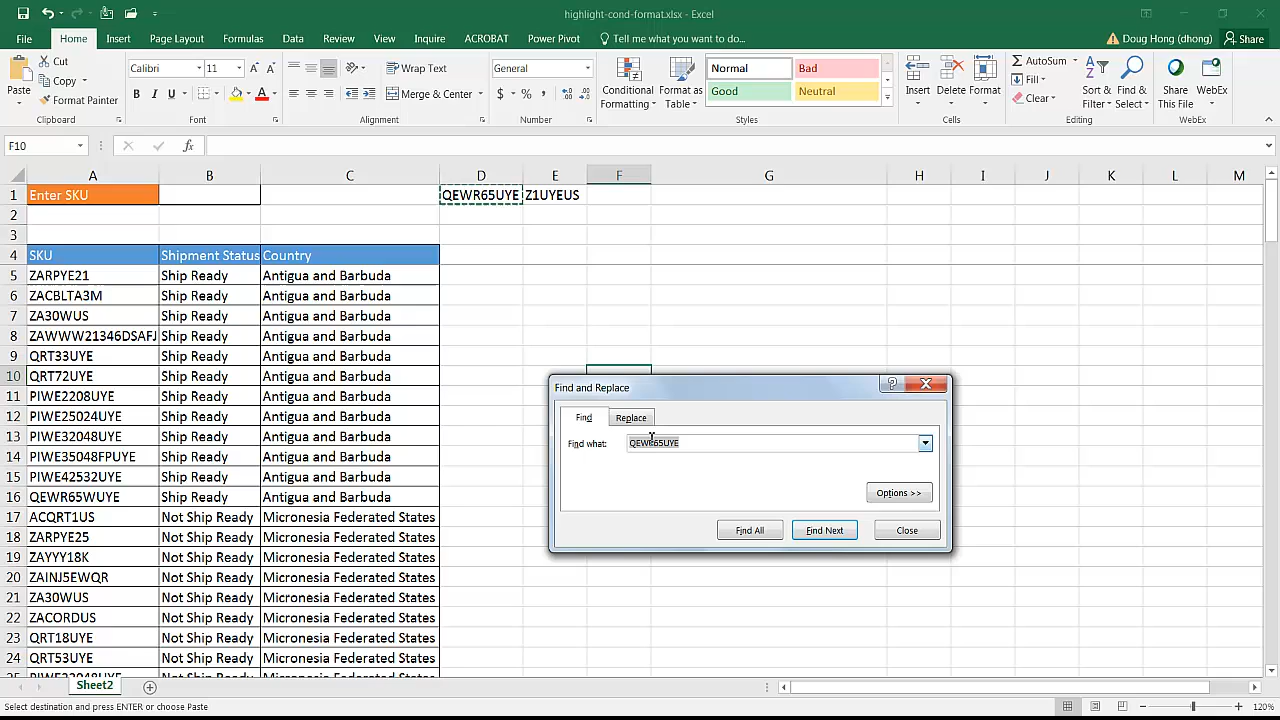 highlight-cond-format.xlsx - Excel
File Home Insert Page Layout Formulas Data Review View Inquire ACROBAT Power Pivot Tell me what you want to do... Doug Hong (dhong) Share
Paste Cut Copy Format Painter Clipboard
Calibri 11 B I U A Font
Wrap Text Merge & Center Alignment
General $ % , Number
Conditional Formatting Format as Table Normal Bad Good Neutral Styles
Insert Delete Format Cells
AutoSum Fill Clear Sort & Filter Find & Select Editing
Share This File WebEx WebEx
F10 fx
A B C D E F G H I J K L M
1 Enter SKU QEWR65UYE Z1UYEUS
2
3
4 SKU Shipment Status Country
5 ZARPYE21 Ship Ready Antigua and Barbuda
6 ZACBLTA3M Ship Ready Antigua and Barbuda
7 ZA30WUS Ship Ready Antigua and Barbuda
8 ZAWWW21346DSAFJ Ship Ready Antigua and Barbuda
9 QRT33UYE Ship Ready Antigua and Barbuda
10 QRT72UYE Ship Ready Antigua and Barbuda
11 PIWE2208UYE Ship Ready Antigua and Barbuda
12 PIWE25024UYE Ship Ready Antigua and Barbuda
13 PIWE32048UYE Ship Ready Antigua and Barbuda
14 PIWE35048FPUYE Ship Ready Antigua and Barbuda
15 PIWE42532UYE Ship Ready Antigua and Barbuda
16 QEWR65WUYE Ship Ready Antigua and Barbuda
17 ACQRT1US Not Ship Ready Micronesia Federated States
18 ZARPYE25 Not Ship Ready Micronesia Federated States
19 ZAYYY18K Not Ship Ready Micronesia Federated States
20 ZAINJ5EWQR Not Ship Ready Micronesia Federated States
21 ZA30WUS Not Ship Ready Micronesia Federated States
22 ZACORDUS Not Ship Ready Micronesia Federated States
23 QRT18UYE Not Ship Ready Micronesia Federated States
24 QRT53UYE Not Ship Ready Micronesia Federated States
Find and Replace ?
Find Replace
Find what: QEWR65UYE
Options >>
Find All Find Next Close
Sheet2
Select destination and press ENTER or choose Paste 120%